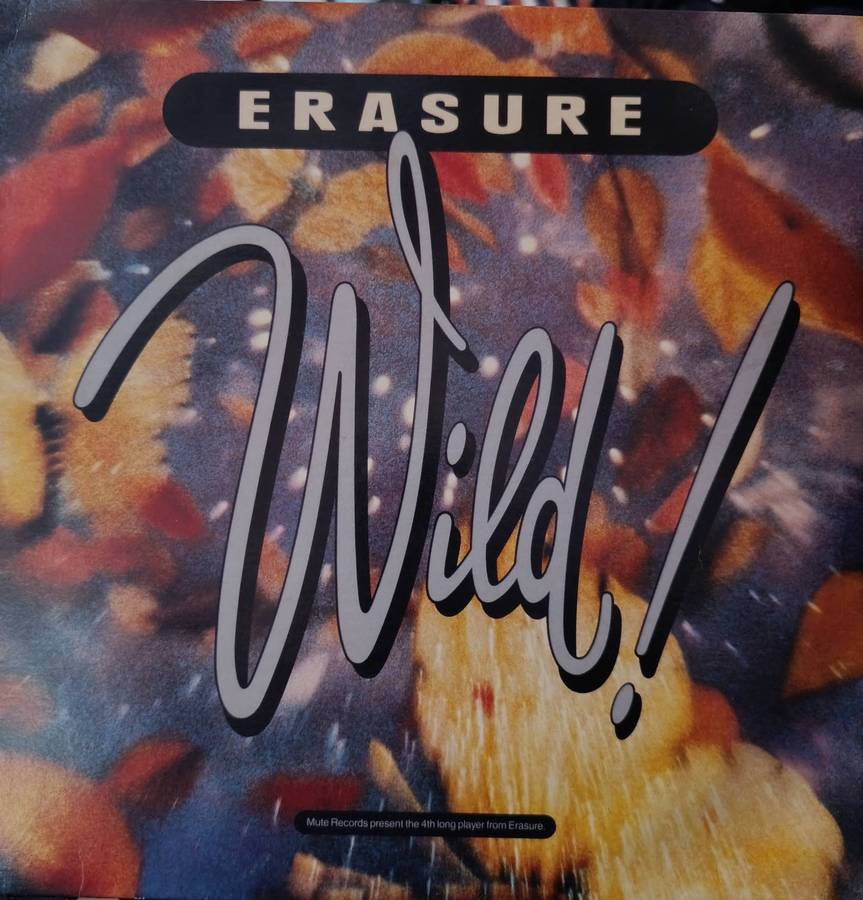 ERASURE
Wild!
Mute Records present the 4th long player from Erasure.